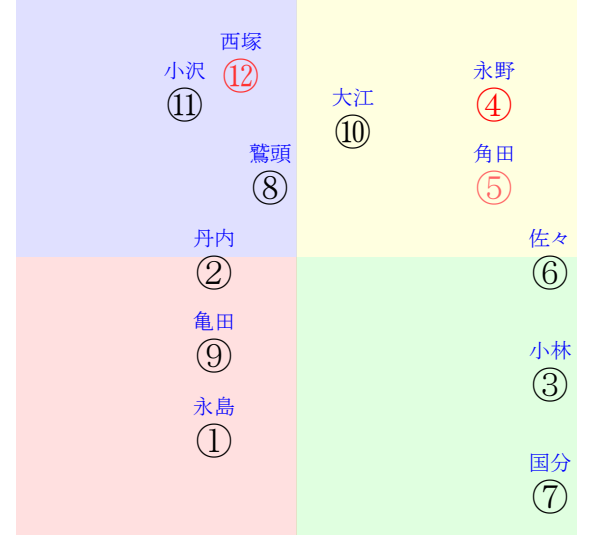 西塚
⑫
小沢
⑪
永野
④
大江
⑩
鷲頭
⑧
角田
⑤
丹内
②
佐々
⑥
亀田
⑨
小林
③
永島
①
国分
⑦